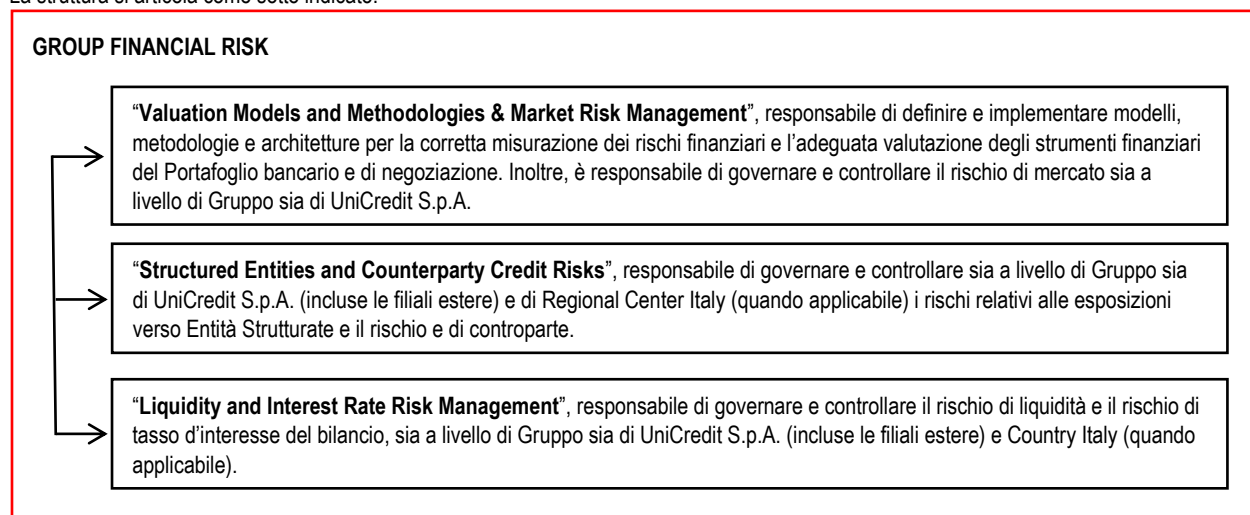 La struttura si articola come sotto indicato:
GROUP FINANCIAL RISK
“Valuation Models and Methodologies & Market Risk Management”, responsabile di definire e implementare modelli,
metodologie e architetture per la corretta misurazione dei rischi finanziari e l’adeguata valutazione degli strumenti finanziari
del Portafoglio bancario e di negoziazione. Inoltre, è responsabile di governare e controllare il rischio di mercato sia a
livello di Gruppo sia di UniCredit S.p.A.
“Structured Entities and Counterparty Credit Risks”, responsabile di governare e controllare sia a livello di Gruppo sia
di UniCredit S.p.A. (incluse le filiali estere) e di Regional Center Italy (quando applicabile) i rischi relativi alle esposizioni
verso Entità Strutturate e il rischio e di controparte.
“Liquidity and Interest Rate Risk Management”, responsabile di governare e controllare il rischio di liquidità e il rischio di
tasso d’interesse del bilancio, sia a livello di Gruppo sia di UniCredit S.p.A. (incluse le filiali estere) e Country Italy (quando
applicabile).